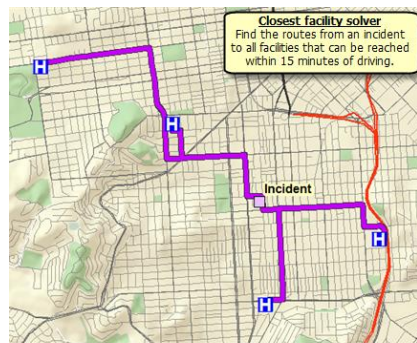 Closest facility solver
Find the routes from an incident
to all facilities that can be reached
within 15 minutes of driving.
H
H
Incident
H
H